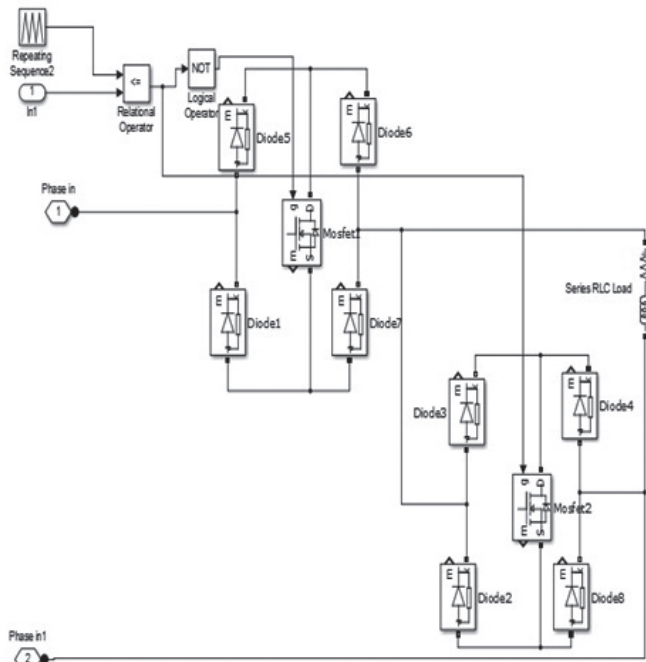 Repeating
Sequence2
1
In1
<=
Relational
Operator
NOT
Logical
Operator
m
Diode5
m
Diode6
Phase in
1
g
D
Mosfet1
m
S
m
Diode1
m
Diode7
Series RLC Load
m
Diode3
m
Diode4
g
D
Mosfet2
m
S
m
Diode2
m
Diode8
Phase in1
2